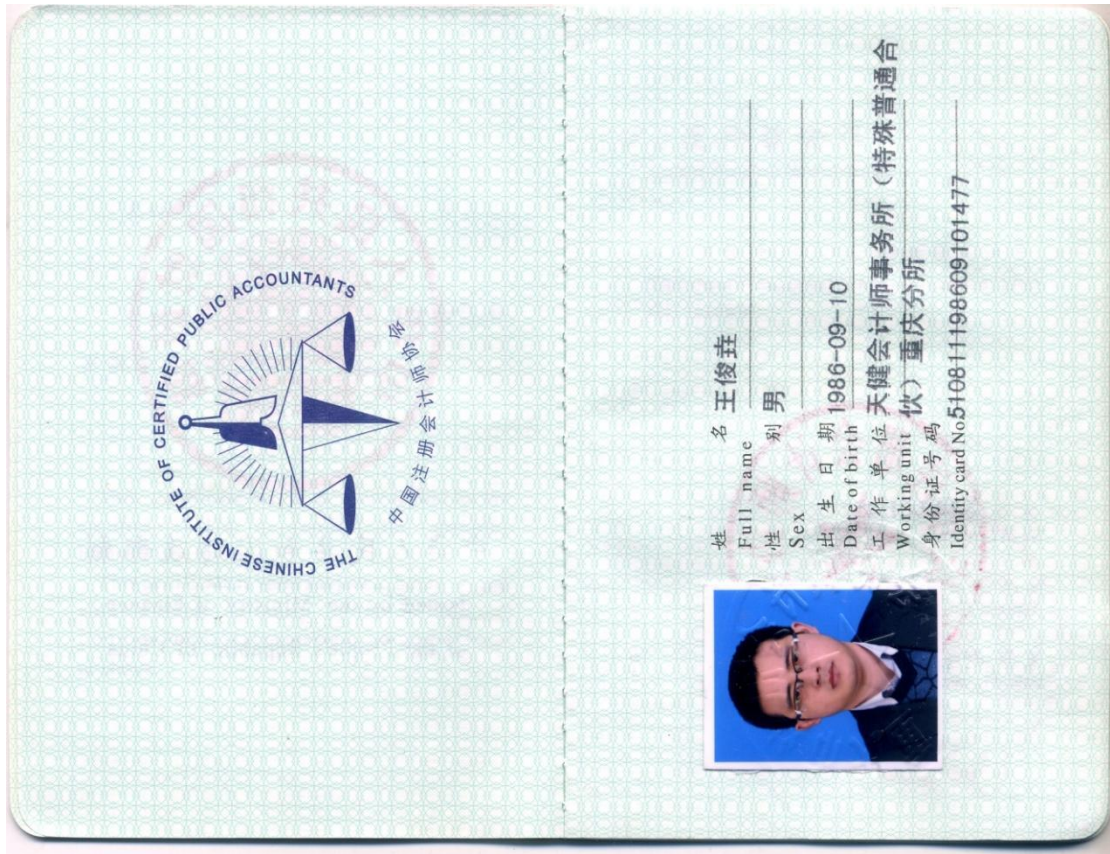 THE CHINESE INSTITUTE OF CERTIFIED PUBLIC ACCOUNTANTS
中国注册会计师协会
姓 名 王俊垚
Full name
性 别 男
Sex
出 生 日 期 1986-09-10
Date of birth
工 作 单 位 天健会计师事务所（特殊普通合
Working unit 伙）重庆分所
身 份 证 号 码
Identity card No. 510811198609101477